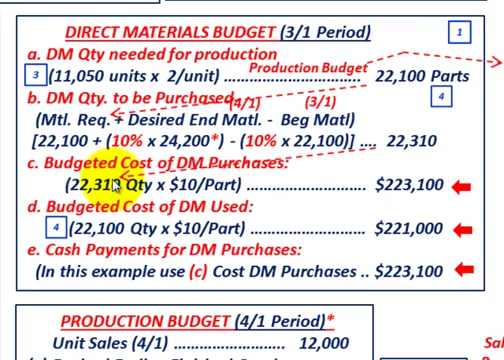 DIRECT MATERIALS BUDGET (3/1 Period)
1
a. DM Qty needed for production
Production Budget
3 (11,050 units x 2/unit) .................................. 22,100 Parts
b. DM Qty. to be Purchased (4/1) (3/1) 4
(Mtl. Req. + Desired End Matl. - Beg Matl)
[22,100 + (10% x 24,200*) - (10% x 22,100)] .... 22,310
c. Budgeted Cost of DM Purchases:
(22,310 Qty x $10/Part) .............................. $223,100
d. Budgeted Cost of DM Used:
4 (22,100 Qty x $10/Part) .............................. $221,000
e. Cash Payments for DM Purchases:
(In this example use (c) Cost DM Purchases .. $223,100
PRODUCTION BUDGET (4/1 Period)*
Unit Sales (4/1) ........................... 12,000